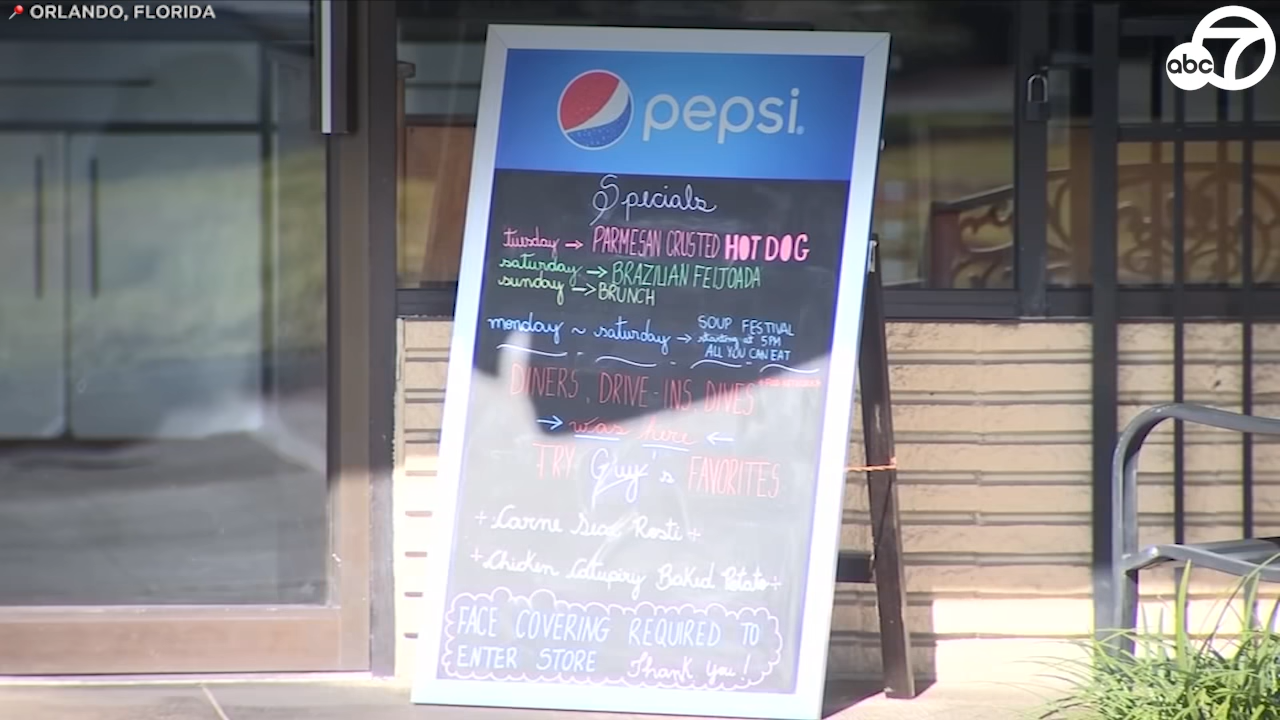 ORLANDO, FLORIDA
abc 7
pepsi
Specials
tuesday → PARMESAN CRUSTED HOT DOG
saturday → BRAZILIAN FEIJOADA
sunday → BRUNCH
monday ~ saturday → SOUP FESTIVAL
starting at 5PM
ALL YOU CAN EAT
DINERS, DRIVE-INS, DIVES
→ was here ←
TRY Guy's FAVORITES
+ Carne Seca Rosti +
+ Chicken Catupiry Baked Potato +
FACE COVERING REQUIRED TO
ENTER STORE Thank you!